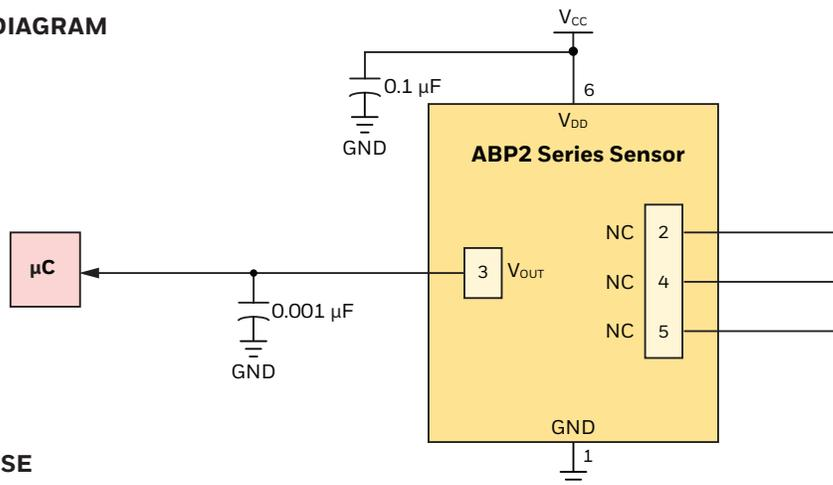 DIAGRAM
VCC
0.1 µF
6
GND
VDD
ABP2 Series Sensor
NC 2
µC
3 VOUT
NC 4
0.001 µF
NC 5
GND
GND
1
SE